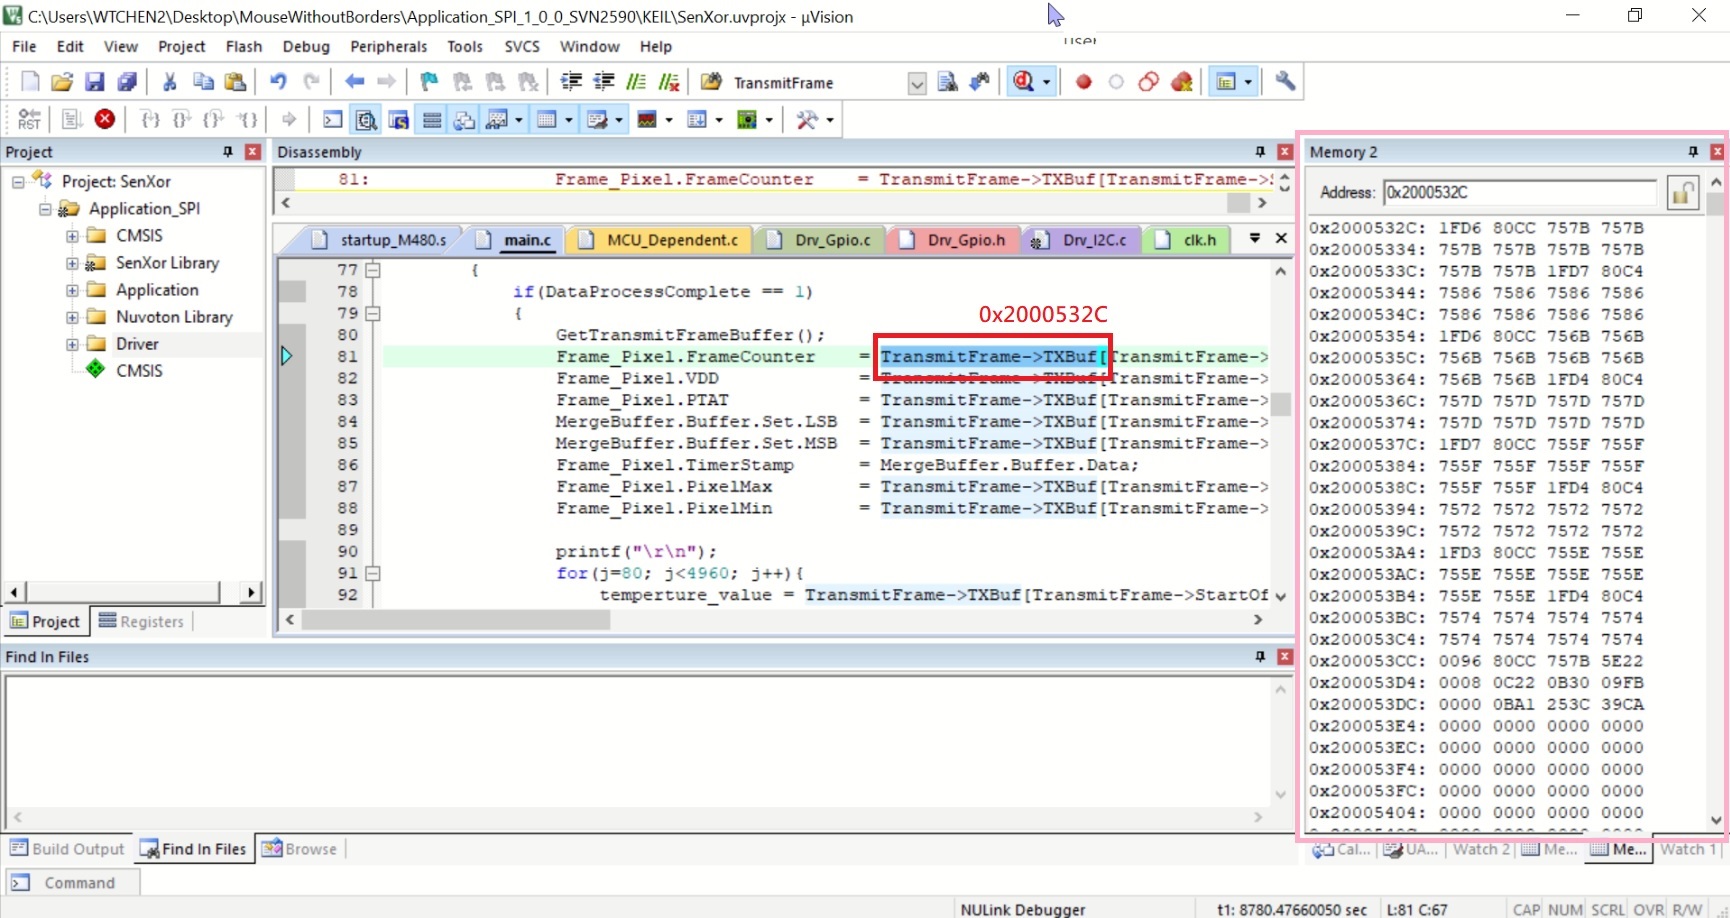 C:\Users\WTCHEN2\Desktop\MouseWithoutBorders\Application_SPI_1_0_0_SVN2590\KEIL\SenXor.uvprojx - µVision
File Edit View Project Flash Debug Peripherals Tools SVCS Window Help
TransmitFrame
RST
Project
Project: SenXor
Application_SPI
CMSIS
SenXor Library
Application
Nuvoton Library
Driver
CMSIS
Project Registers
Disassembly
81: Frame_Pixel.FrameCounter = TransmitFrame->TXBuf[TransmitFrame->
startup_M480.s main.c MCU_Dependent.c Drv_Gpio.c Drv_Gpio.h Drv_I2C.c clk.h
77 {
78 if(DataProcessComplete == 1)
79 {
0x2000532C
80 GetTransmitFrameBuffer();
81 Frame_Pixel.FrameCounter = TransmitFrame->TXBuf[TransmitFrame->
82 Frame_Pixel.VDD = TransmitFrame->TXBuf[TransmitFrame->
83 Frame_Pixel.PTAT = TransmitFrame->TXBuf[TransmitFrame->
84 MergeBuffer.Buffer.Set.LSB = TransmitFrame->TXBuf[TransmitFrame->
85 MergeBuffer.Buffer.Set.MSB = TransmitFrame->TXBuf[TransmitFrame->
86 Frame_Pixel.TimerStamp = MergeBuffer.Buffer.Data;
87 Frame_Pixel.PixelMax = TransmitFrame->TXBuf[TransmitFrame->
88 Frame_Pixel.PixelMin = TransmitFrame->TXBuf[TransmitFrame->
89
90 printf("\r\n");
91 for(j=80; j<4960; j++){
92 temperture_value = TransmitFrame->TXBuf[TransmitFrame->StartOf
Memory 2
Address: 0x2000532C
0x2000532C: 1FD6 80CC 757B 757B
0x20005334: 757B 757B 757B 757B
0x2000533C: 757B 757B 1FD7 80C4
0x20005344: 7586 7586 7586 7586
0x2000534C: 7586 7586 7586 7586
0x20005354: 1FD6 80CC 756B 756B
0x2000535C: 756B 756B 756B 756B
0x20005364: 756B 756B 1FD4 80C4
0x2000536C: 757D 757D 757D 757D
0x20005374: 757D 757D 757D 757D
0x2000537C: 1FD7 80CC 755F 755F
0x20005384: 755F 755F 755F 755F
0x2000538C: 755F 755F 1FD4 80C4
0x20005394: 7572 7572 7572 7572
0x2000539C: 7572 7572 7572 7572
0x200053A4: 1FD3 80CC 755E 755E
0x200053AC: 755E 755E 755E 755E
0x200053B4: 755E 755E 1FD4 80C4
0x200053BC: 7574 7574 7574 7574
0x200053C4: 7574 7574 7574 7574
0x200053CC: 0096 80CC 757B 5E22
0x200053D4: 0008 0C22 0B30 09FB
0x200053DC: 0000 0BA1 253C 39CA
0x200053E4: 0000 0000 0000 0000
0x200053EC: 0000 0000 0000 0000
0x200053F4: 0000 0000 0000 0000
0x200053FC: 0000 0000 0000 0000
0x20005404: 0000 0000 0000 0000
Find In Files
Build Output Find In Files Browse
Cal... UA... Watch 2 Me... Me... Watch 1
Command
NULink Debugger t1: 8780.47660050 sec L:81 C:67 CAP NUM SCRL OVR R/W